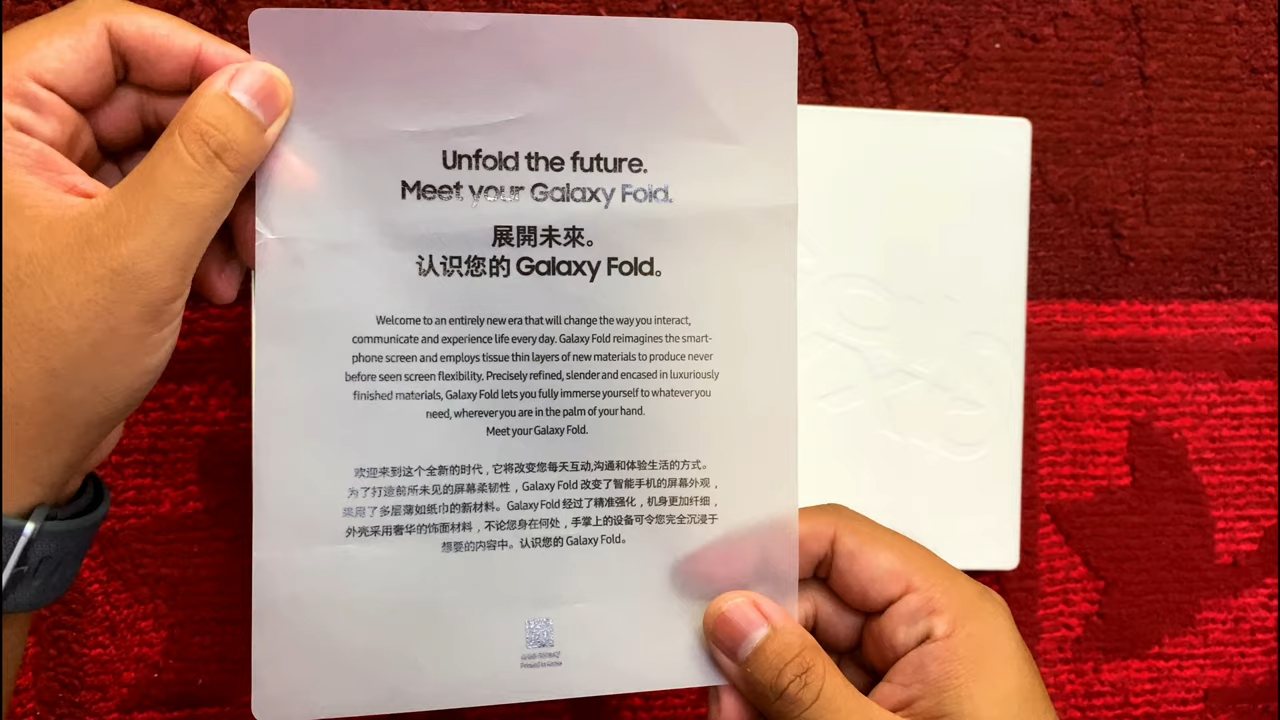 Unfold the future.
Meet your Galaxy Fold.
展開未來。
认识您的 Galaxy Fold。
Welcome to an entirely new era that will change the way you interact,
communicate and experience life every day. Galaxy Fold reimagines the smart-
phone screen and employs tissue thin layers of new materials to produce never
before seen screen flexibility. Precisely refined, slender and encased in luxuriously
finished materials, Galaxy Fold lets you fully immerse yourself to whatever you
need, wherever you are in the palm of your hand.
Meet your Galaxy Fold.
欢迎来到这个全新的时代，它将改变您每天互动,沟通和体验生活的方式。
为了打造前所未见的屏幕柔韧性，Galaxy Fold 改变了智能手机的屏幕外观，
采用了多层薄如纸巾的新材料。Galaxy Fold 经过了精准强化，机身更加纤细，
外壳采用奢华的饰面材料，不论您身在何处，手掌上的设备可令您完全沉浸于
想要的内容中。认识您的 Galaxy Fold。
Printed in Korea